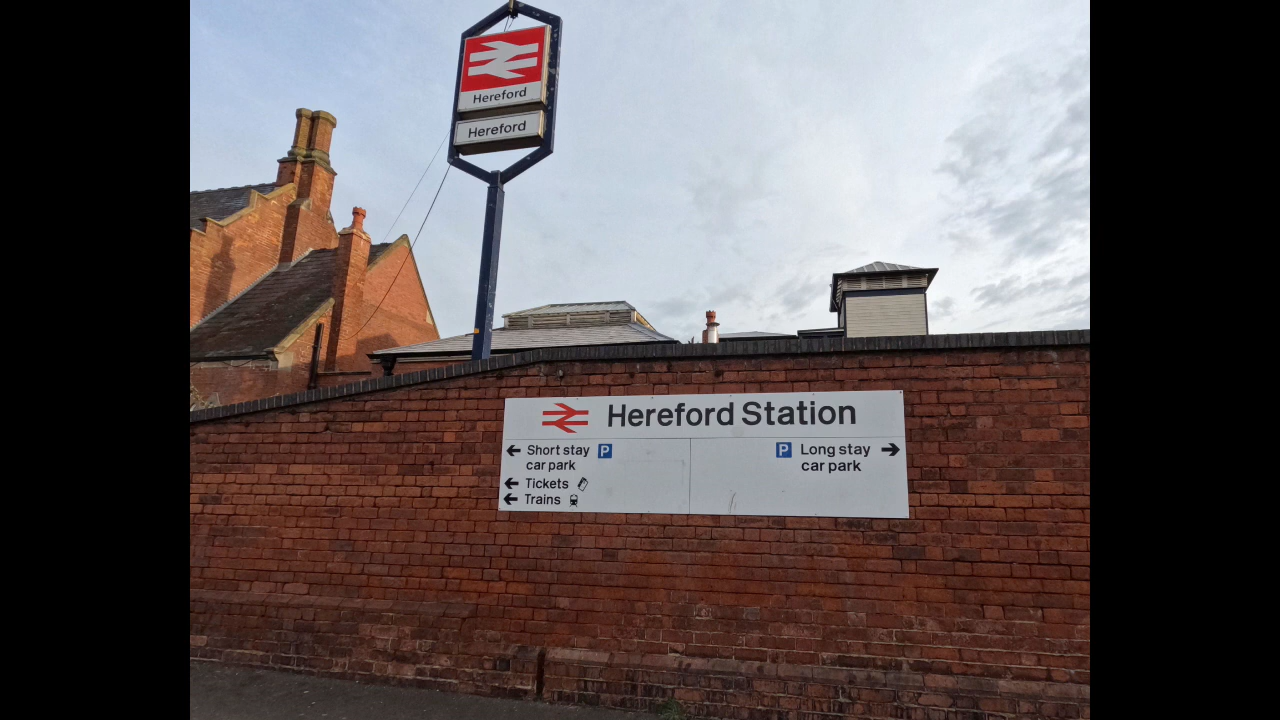 Hereford
Hereford
Hereford Station
Short stay P
car park
Tickets
Trains
P Long stay
car park